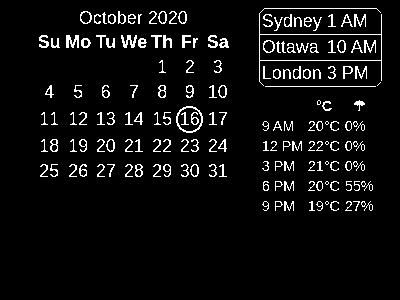 October 2020
Su Mo Tu We Th Fr Sa
1 2 3
4 5 6 7 8 9 10
11 12 13 14 15 16 17
18 19 20 21 22 23 24
25 26 27 28 29 30 31
Sydney 1 AM
Ottawa 10 AM
London 3 PM
°C
9 AM 20°C 0%
12 PM 22°C 0%
3 PM 21°C 0%
6 PM 20°C 55%
9 PM 19°C 27%